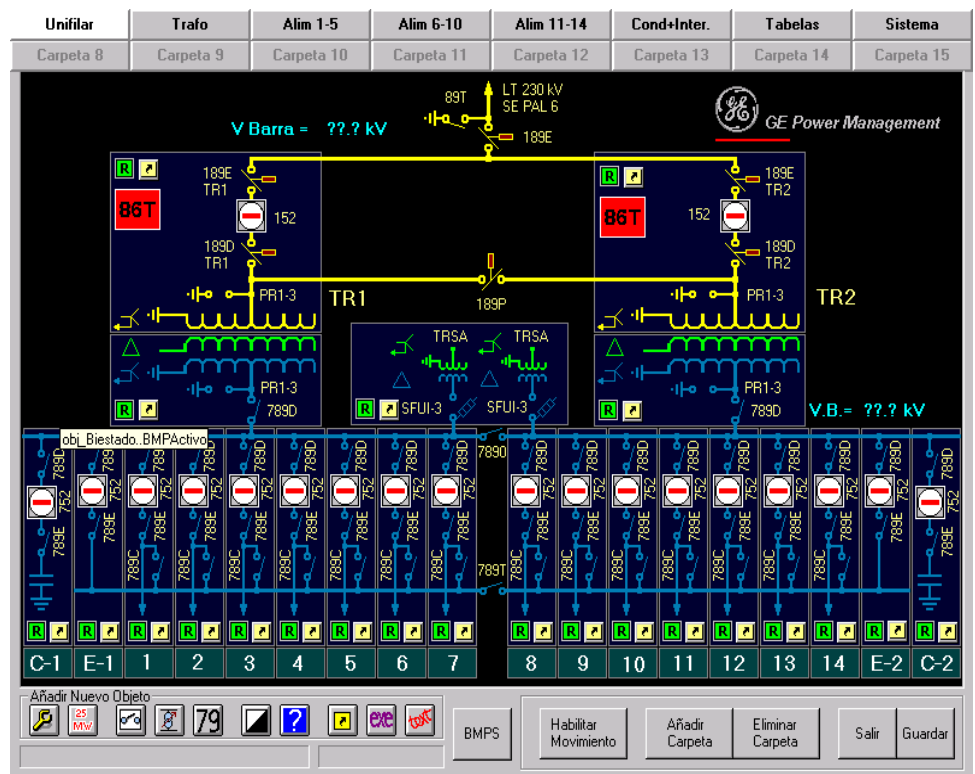 Unifilar Trafo Alim 1-5 Alim 6-10 Alim 11-14 Cond+Inter. Tabelas Sistema
Carpeta 8 Carpeta 9 Carpeta 10 Carpeta 11 Carpeta 12 Carpeta 13 Carpeta 14 Carpeta 15
LT 230 kV
89T SE PAL 6
V Barra = ??.? kV
189E
GE Power Management
R 189E TR1 R 189E TR2
86T 152 86T 152
189D TR1 189D TR2
PR1-3 TR1 189P PR1-3 TR2
TRSA TRSA
PR1-3 PR1-3
R 789D R SFUI-3 SFUI-3 R 789D V.B.= ??.? kV
obj_Biestado..BMPActivo
7890
789D 789D 789D 789D 789D 789D 789D 789D 789D 789D 789D 789D 789D 789D 789D 789D 789D 789D
752 752 752 752 752 752 752 752 752 752 752 752 752 752 752 752 752 752
789E 789E 789E 789E 789E 789E 789E 789E 789E 789E 789E 789E 789E 789E 789E 789E 789E 789E
789C 789C 789C 789C 789C 789C 789C 789T 789C 789C 789C 789C 789C 789C 789C
R R R R R R R R R R R R R R R R R R
C-1 E-1 1 2 3 4 5 6 7 8 9 10 11 12 13 14 E-2 C-2
Añadir Nuevo Objeto
25 MW 79 ? exe text
BMPS
Habilitar Movimiento
Añadir Carpeta
Eliminar Carpeta
Salir
Guardar